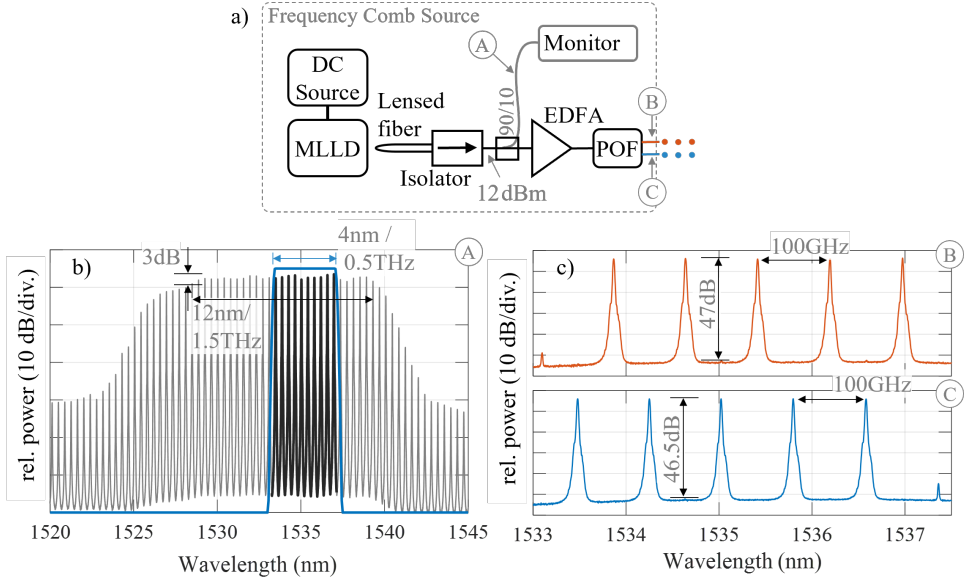 a)
Frequency Comb Source
DC
Source
MLLD
Lensed
fiber
Isolator
12 dBm
90/10
A
Monitor
EDFA
POF
B
C
b)
A
3dB
4nm /
0.5THz
12nm/
1.5THz
rel. power (10 dB/div.)
1520
1525
1530
1535
1540
1545
Wavelength (nm)
c)
B
100GHz
47dB
C
100GHz
46.5dB
rel. power (10 dB/div.)
1533
1534
1535
1536
1537
Wavelength (nm)